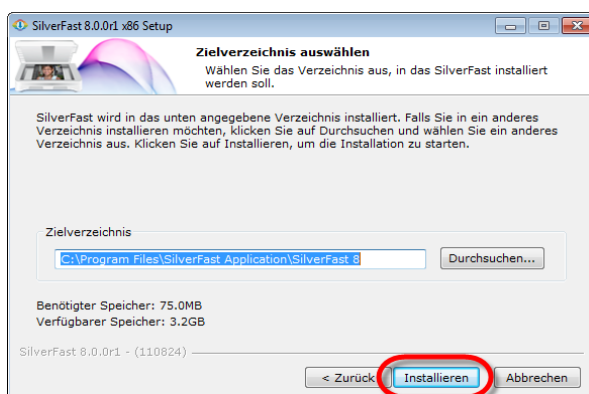 SilverFast 8.0.0r1 x86 Setup
Zielverzeichnis auswählen
Wählen Sie das Verzeichnis aus, in das SilverFast installiert
werden soll.
SilverFast wird in das unten angegebene Verzeichnis installiert. Falls Sie in ein anderes
Verzeichnis installieren möchten, klicken Sie auf Durchsuchen und wählen Sie ein anderes
Verzeichnis aus. Klicken Sie auf Installieren, um die Installation zu starten.
Zielverzeichnis
C:\Program Files\SilverFast Application\SilverFast 8
Durchsuchen...
Benötigter Speicher: 75.0MB
Verfügbarer Speicher: 3.2GB
SilverFast 8.0.0r1 - (110824)
< Zurück Installieren Abbrechen